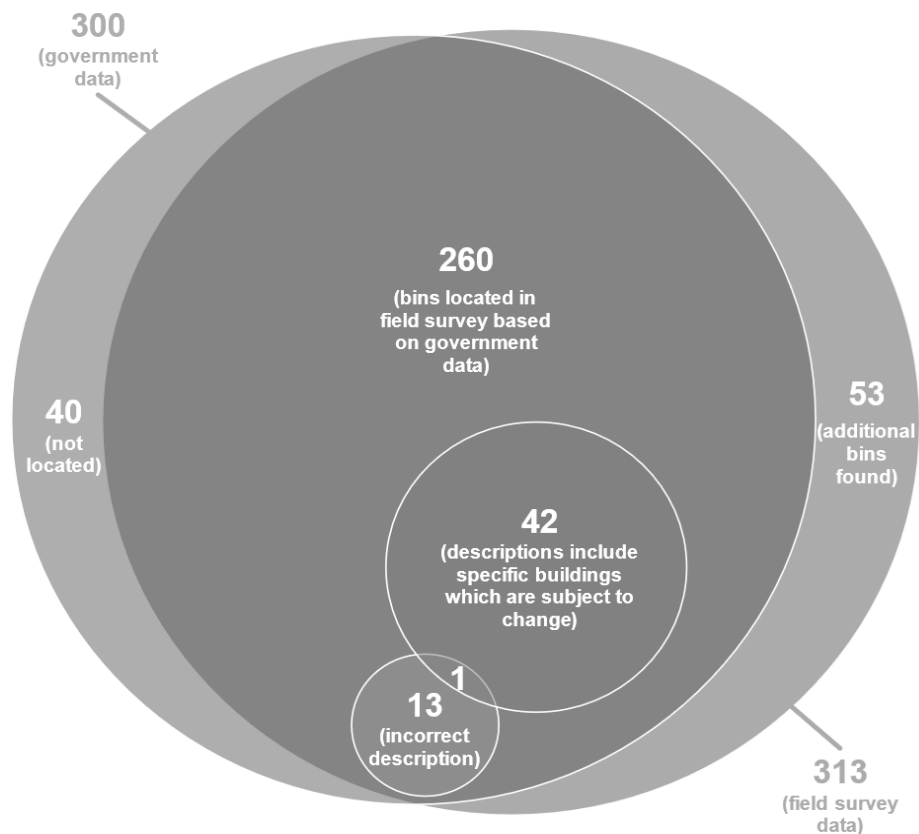 300
(government
data)
260
(bins located in
field survey based
on government
data)
40
(not
located)
53
(additional
bins
found)
42
(descriptions include
specific buildings
which are subject to
change)
1
13
(incorrect
description)
313
(field survey
data)